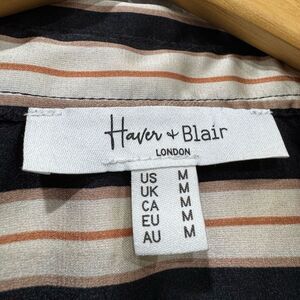 Haver + Blair
LONDON
US M
UK M
CA M
EU M
AU M